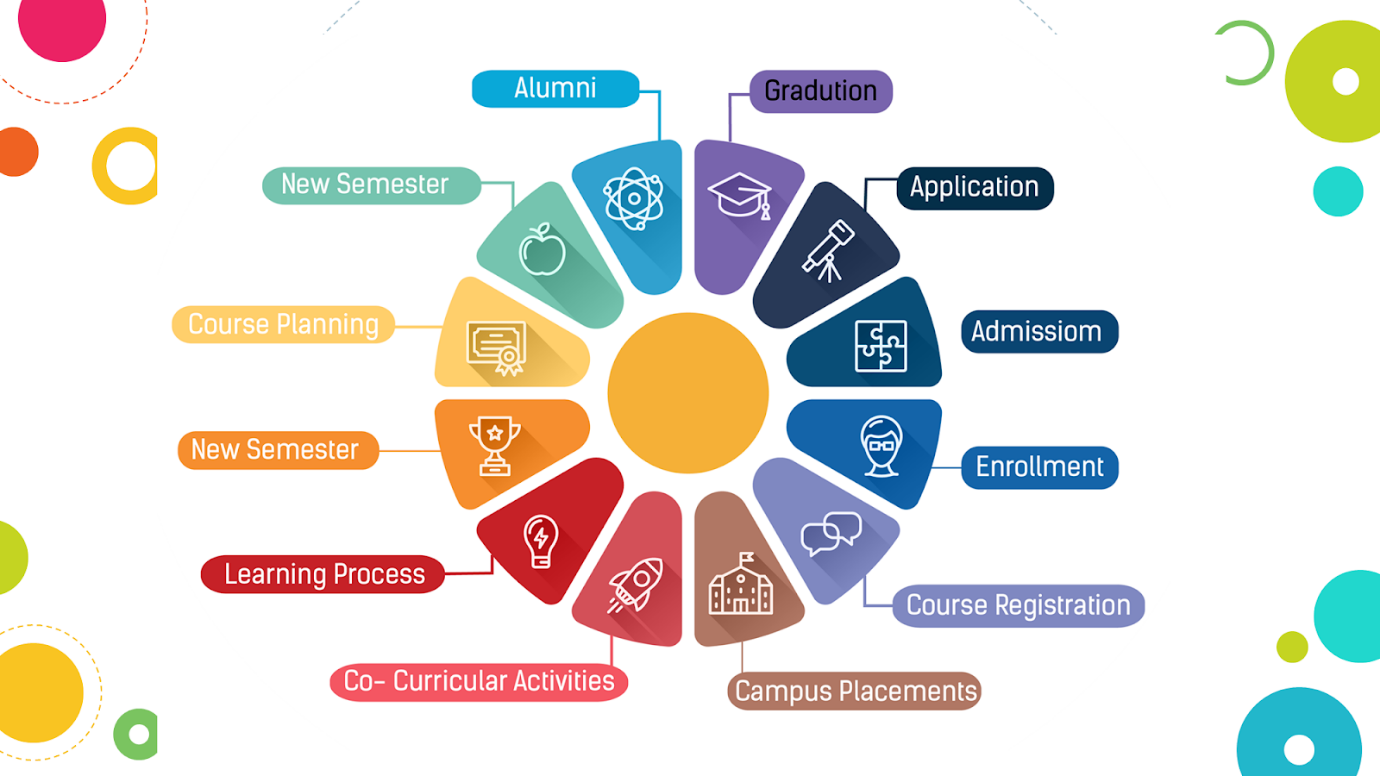 Alumni
Gradution
New Semester
Application
Course Planning
Admissiom
New Semester
Enrollment
Learning Process
Course Registration
Co- Curricular Activities
Campus Placements